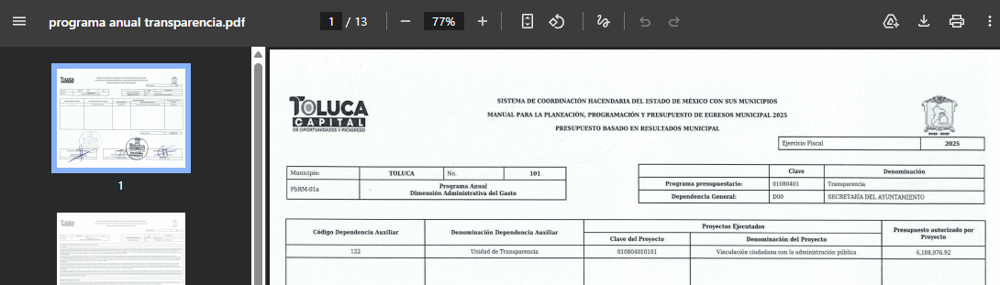 programa anual transparencia.pdf
1 / 13
77%
1
TOLUCA
CAPITAL
DE OPORTUNIDADES Y PROGRESO
SISTEMA DE COORDINACIÓN HACENDARIA DEL ESTADO DE MÉXICO CON SUS MUNICIPIOS
MANUAL PARA LA PLANEACIÓN, PROGRAMACIÓN Y PRESUPUESTO DE EGRESOS MUNICIPAL 2025
PRESUPUESTO BASADO EN RESULTADOS MUNICIPAL
Ejercicio Fiscal 2025
Municipio: TOLUCA No. 101
PbRM-01a Programa Anual
Dimensión Administrativa del Gasto
Clave Denominación
Programa presupuestario: 01080401 Transparencia
Dependencia General: D00 SECRETARÍA DEL AYUNTAMIENTO
Código Dependencia Auxiliar Denominación Dependencia Auxiliar Proyectos Ejecutados Presupuesto autorizado por Proyecto
Clave del Proyecto Denominación del Proyecto
122 Unidad de Transparencia 010804010101 Vinculación ciudadana con la administración pública 6,108,976.92